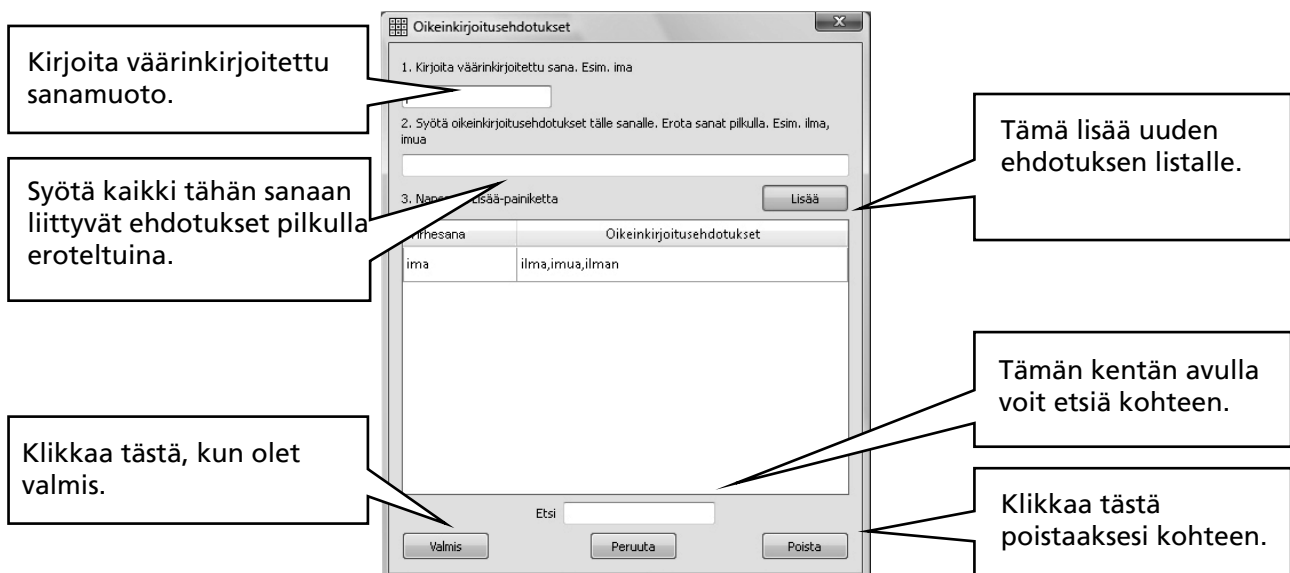 Oikeinkirjoitusehdotukset
Kirjoita väärinkirjoitettu
sanamuoto.
1. Kirjoita väärinkirjoitettu sana. Esim. ima
2. Syötä oikeinkirjoitusehdotukset tälle sanalle. Erota sanat pilkulla. Esim. ilma,
imua
Tämä lisää uuden
ehdotuksen listalle.
Syötä kaikki tähän sanaan
liittyvät ehdotukset pilkulla
eroteltuina.
3. Lisää-painiketta
Lisää
Oikeinkirjoitusehdotukset
ima ilma,imua,ilman
Tämän kentän avulla
voit etsiä kohteen.
Klikkaa tästä, kun olet
valmis.
Etsi
Klikkaa tästä
poistaaksesi kohteen.
Valmis Peruuta Poista